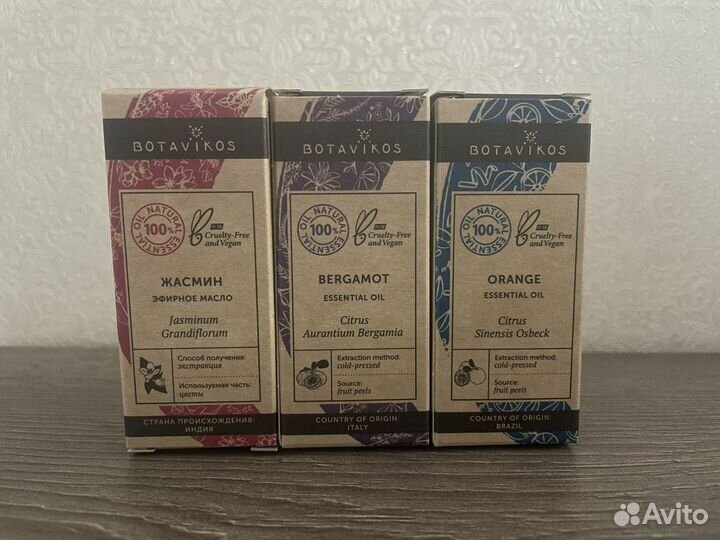 BOTAVIKOS
100%
NATURAL
ESSENTIAL OIL
PETA
Cruelty-Free
and Vegan
ЖАСМИН
ЭФИРНОЕ МАСЛО
Jasminum
Grandiflorum
Способ получения:
экстракция
Используемая часть:
цветы
СТРАНА ПРОИСХОЖДЕНИЯ:
ИНДИЯ
BOTAVIKOS
100%
NATURAL
ESSENTIAL OIL
PETA
Cruelty-Free
and Vegan
BERGAMOT
ESSENTIAL OIL
Citrus
Aurantium Bergamia
Extraction method:
cold-pressed
Source:
fruit peels
COUNTRY OF ORIGIN:
ITALY
BOTAVIKOS
100%
NATURAL
ESSENTIAL OIL
PETA
Cruelty-Free
and Vegan
ORANGE
ESSENTIAL OIL
Citrus
Sinensis Osbeck
Extraction method:
cold-pressed
Source:
fruit peels
COUNTRY OF ORIGIN:
BRAZIL
Avito